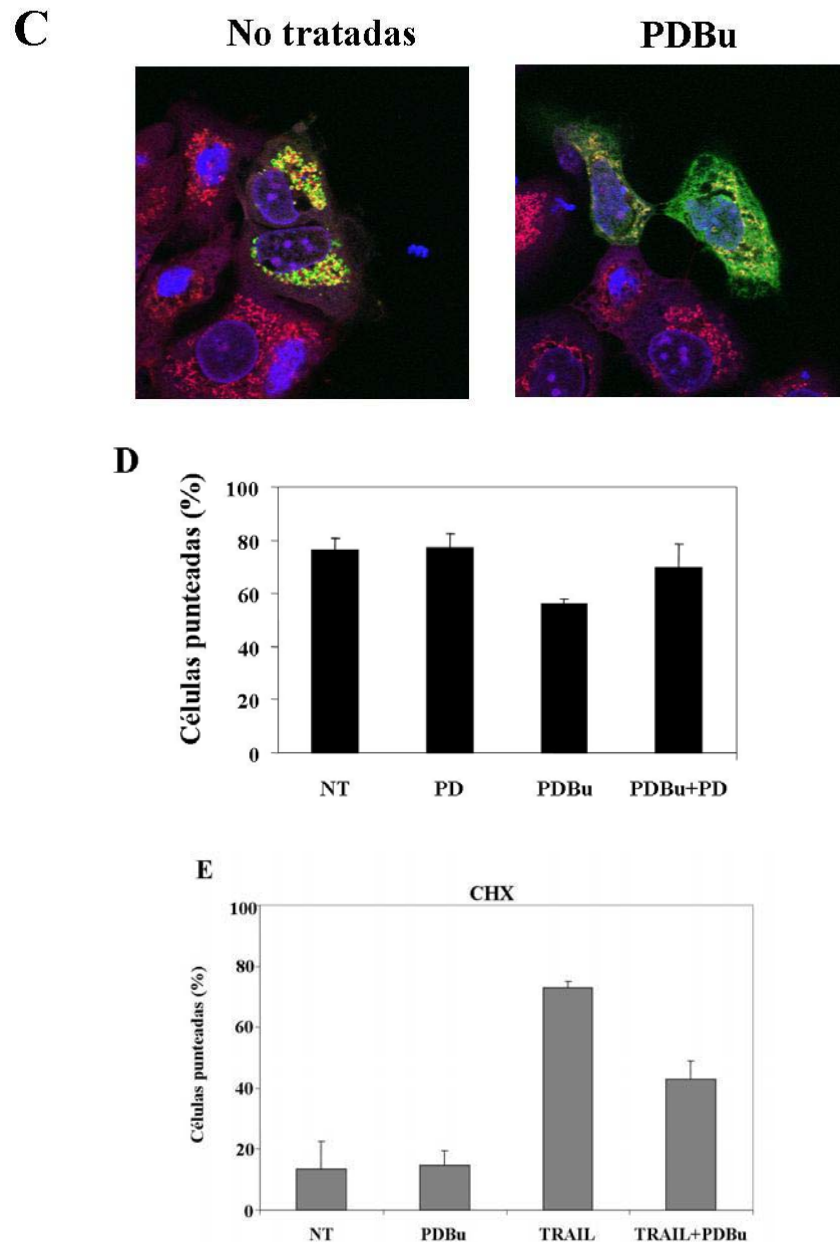 C
No tratadas PDBu
D
Células punteadas (%)
100
80
60
40
20
0
NT PD PDBu PDBu+PD
E
CHX
Células punteadas (%)
100
80
60
40
20
0
NT PDBu TRAIL TRAIL+PDBu